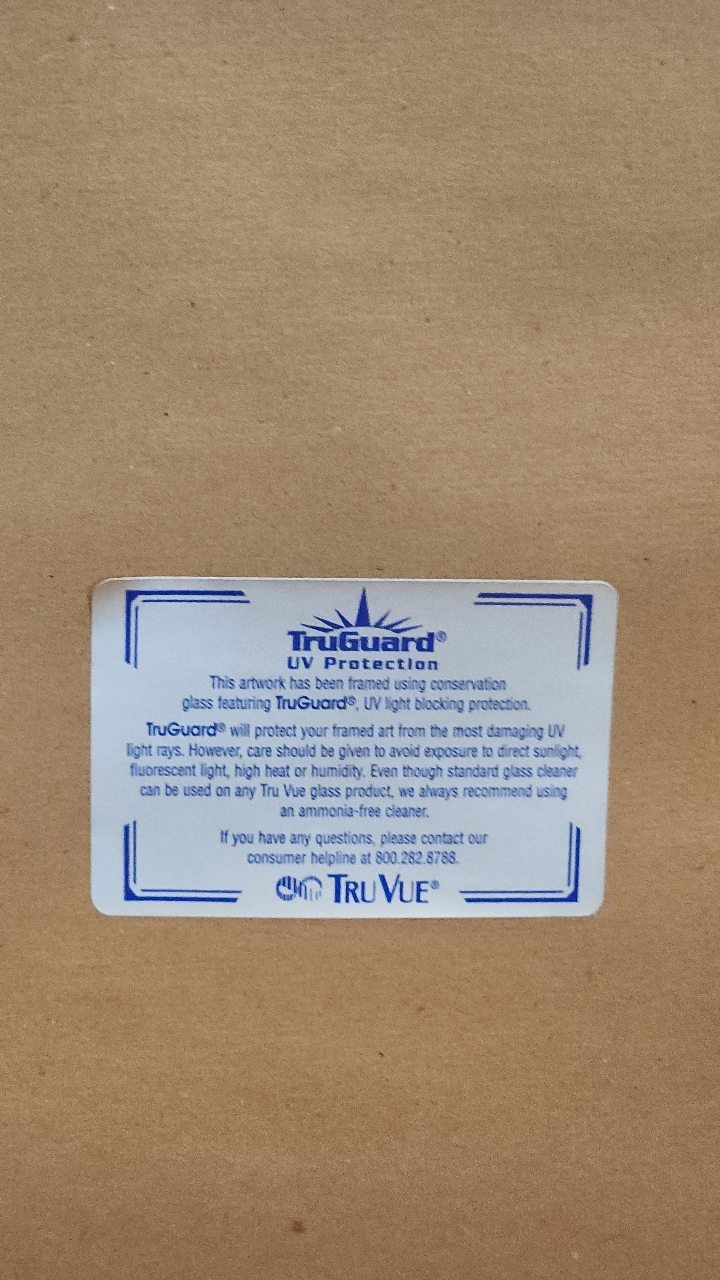 TruGuard®
UV Protection
This artwork has been framed using conservation
glass featuring TruGuard®, UV light blocking protection.
TruGuard® will protect your framed art from the most damaging UV
light rays. However, care should be given to avoid exposure to direct sunlight,
fluorescent light, high heat or humidity. Even though standard glass cleaner
can be used on any Tru Vue glass product, we always recommend using
an ammonia-free cleaner.
If you have any questions, please contact our
consumer helpline at 800.282.8788.
TRU VUE®